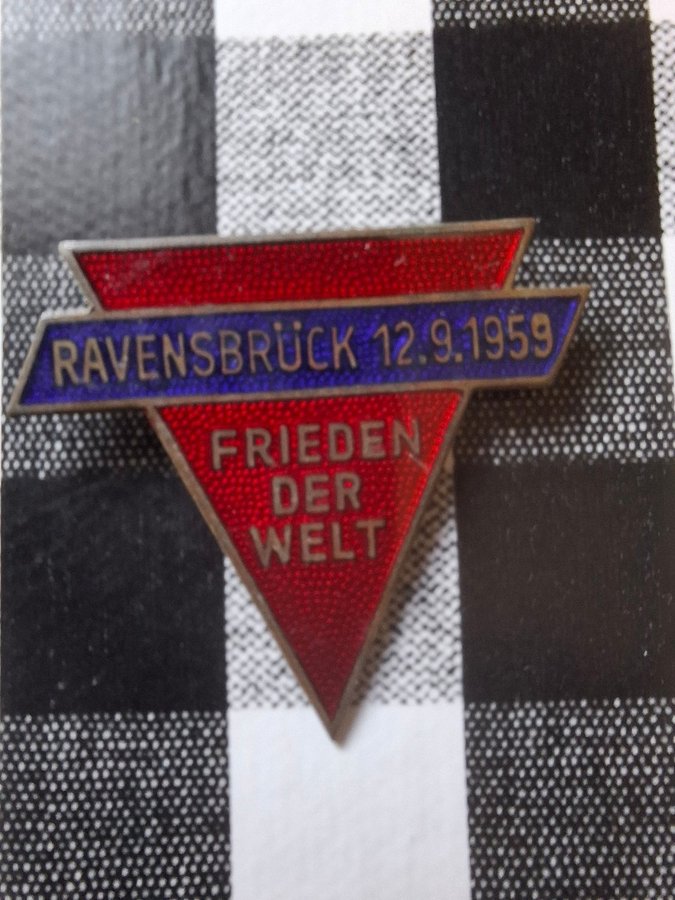 RAVENSBRÜCK 12.9.1959
FRIEDEN
DER
WELT